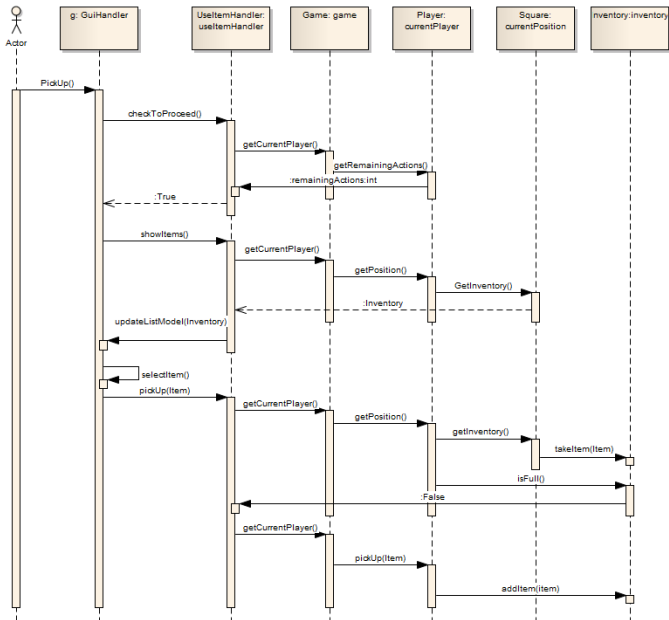 g: GuiHandler
UseItemHandler:
useItemHandler
Game: game
Player:
currentPlayer
Square:
currentPosition
nventory:inventory
Actor
PickUp()
checkToProceed()
getCurrentPlayer()
getRemainingActions()
:remainingActions:int
:True
showItems()
getCurrentPlayer()
getPosition()
GetInventory()
:Inventory
updateListModel(Inventory)
selectItem()
pickUp(Item)
getCurrentPlayer()
getPosition()
getInventory()
takeItem(Item)
isFull()
:False
getCurrentPlayer()
pickUp(Item)
addItem(item)